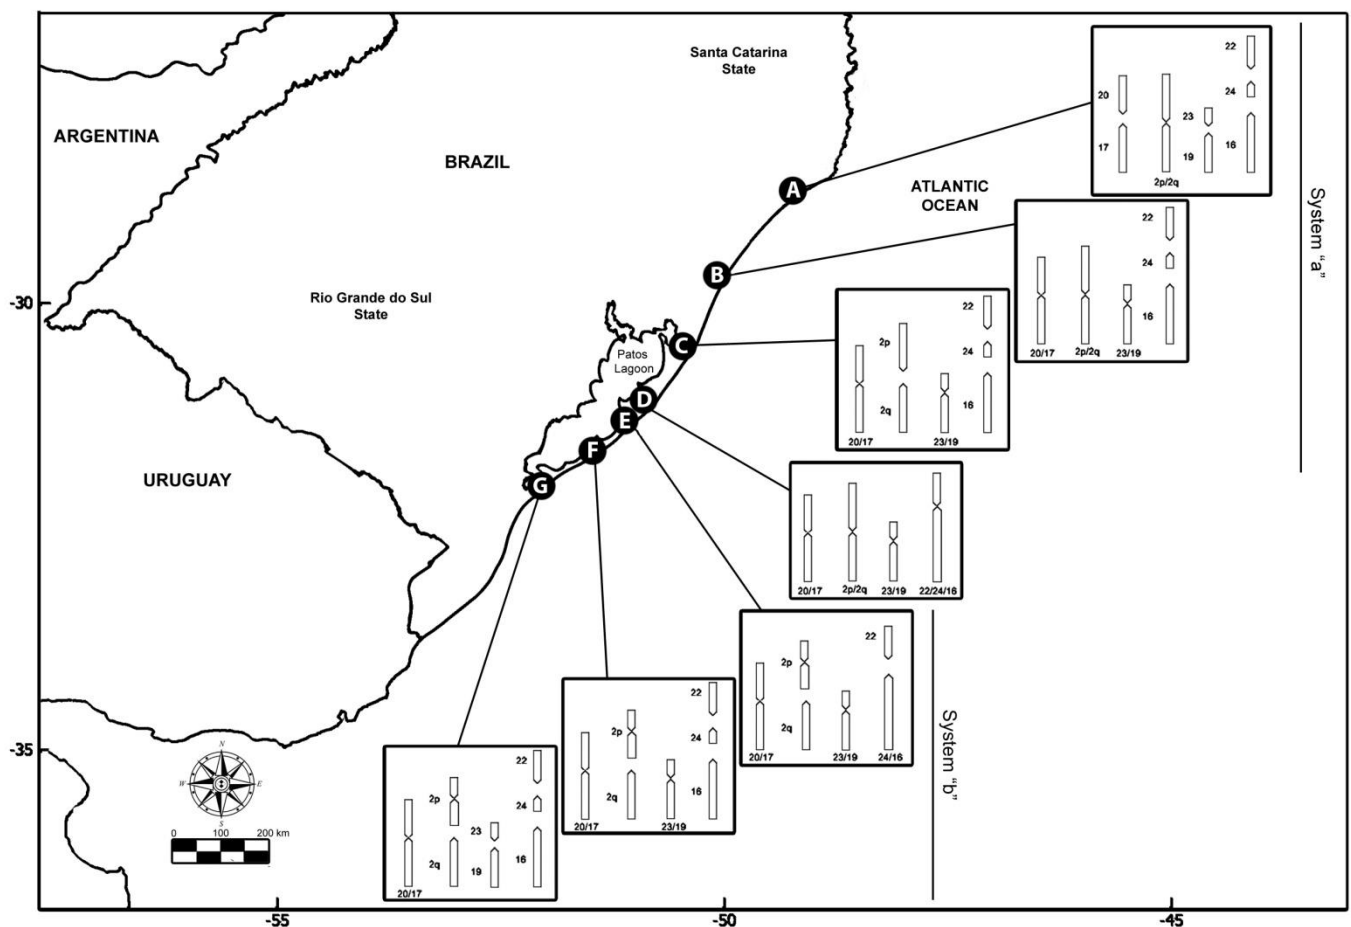 Santa Catarina
State
ARGENTINA
BRAZIL
ATLANTIC
OCEAN
Rio Grande do Sul
State
Patos
Lagoon
URUGUAY
A
B
C
D
E
F
G
22
20
24
23
17
19
16
2p/2q
System "a"
22
24
16
20/17
2p/2q
23/19
22
2p
24
2q
16
20/17
23/19
20/17
2p/2q
23/19
22/24/16
22
2p
2q
20/17
23/19
24/16
System "b"
22
2p
24
2q
16
20/17
23/19
22
2p
24
23
2q
19
16
20/17
N
W
E
S
0 100 200 km
-30
-35
-55
-50
-45